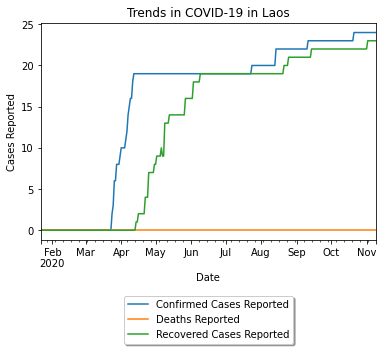 Trends in COVID-19 in Laos
Cases Reported
25
20
15
10
5
0
Feb Mar Apr May Jun Jul Aug Sep Oct Nov
2020
Date
Confirmed Cases Reported
Deaths Reported
Recovered Cases Reported